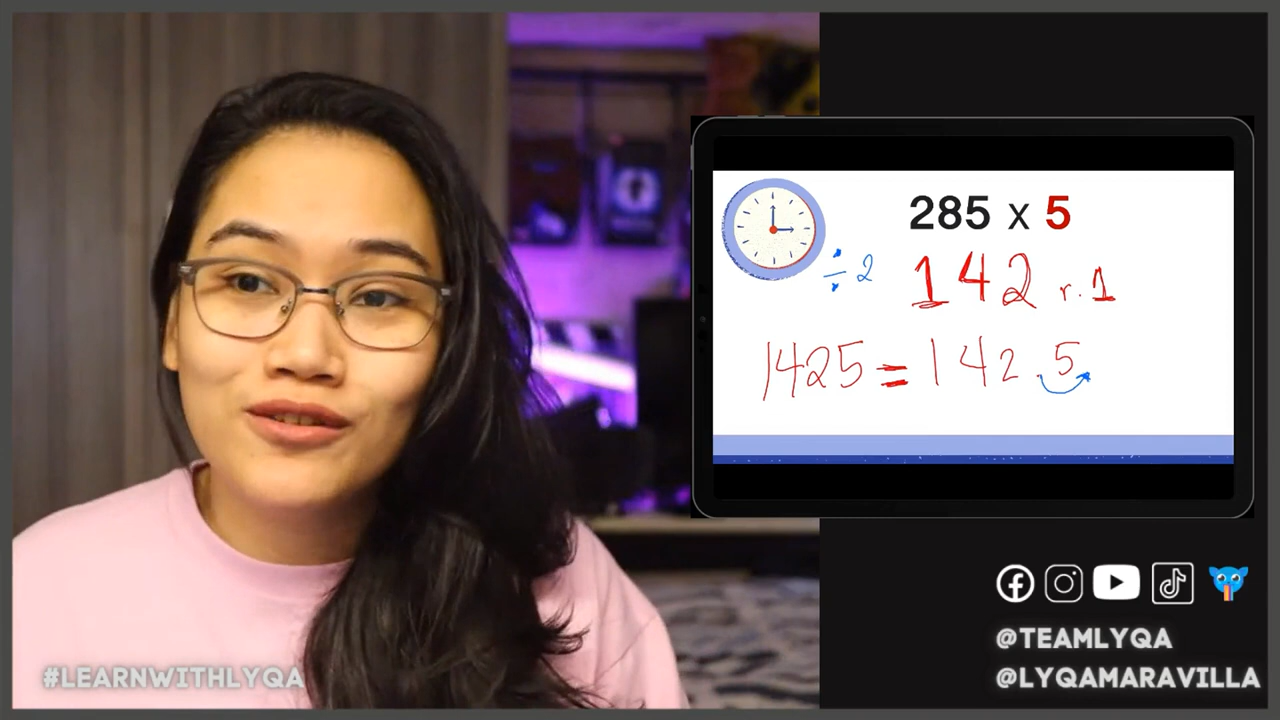 285 x 5
÷ 2
142 r. 1
1425 = 142.5
#LEARNWITHLYQA
@TEAMLYQA
@LYQAMARAVILLA